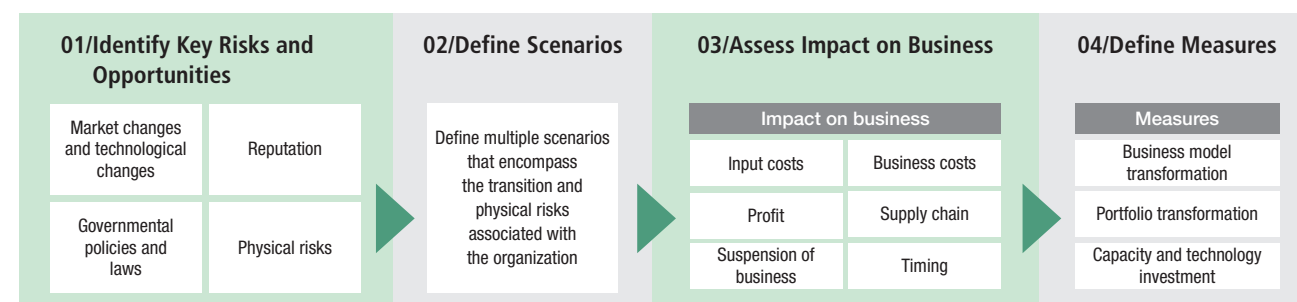 01/Identify Key Risks and
Opportunities
Market changes
and technological
changes
Reputation
Governmental
policies and
laws
Physical risks
02/Define Scenarios
Define multiple scenarios
that encompass
the transition and
physical risks
associated with
the organization
03/Assess Impact on Business
Impact on business
Input costs
Business costs
Profit
Supply chain
Suspension of
business
Timing
04/Define Measures
Measures
Business model
transformation
Portfolio transformation
Capacity and technology
investment